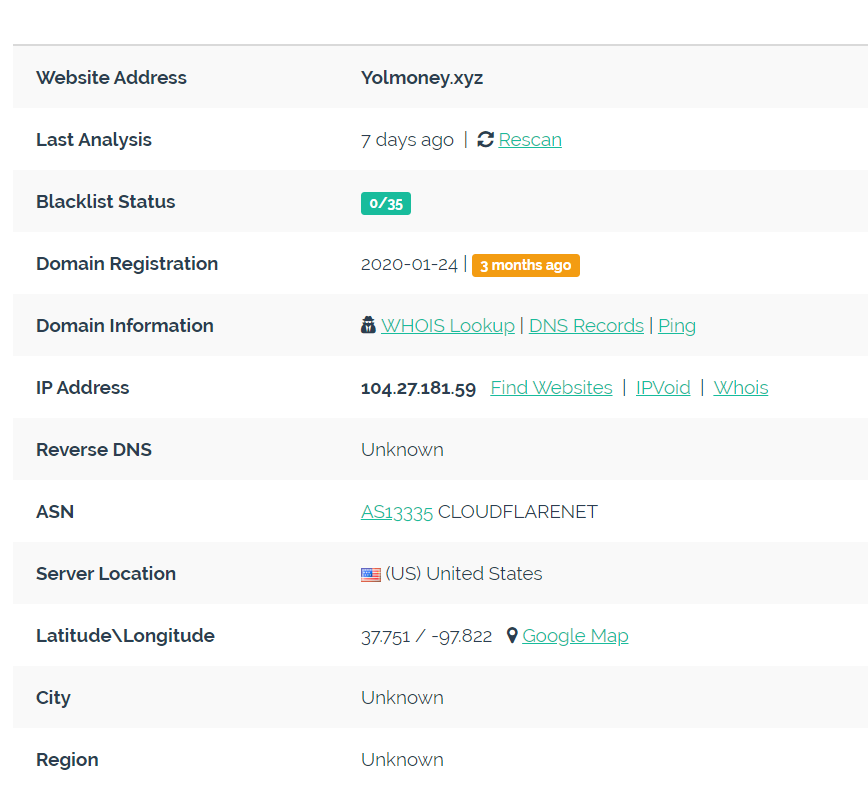 Website Address Yolmoney.xyz
Last Analysis 7 days ago | Rescan
Blacklist Status 0/35
Domain Registration 2020-01-24 | 3 months ago
Domain Information WHOIS Lookup | DNS Records | Ping
IP Address 104.27.181.59 Find Websites | IPVoid | Whois
Reverse DNS Unknown
ASN AS13335 CLOUDFLARENET
Server Location (US) United States
Latitude\Longitude 37.751 / -97.822 Google Map
City Unknown
Region Unknown